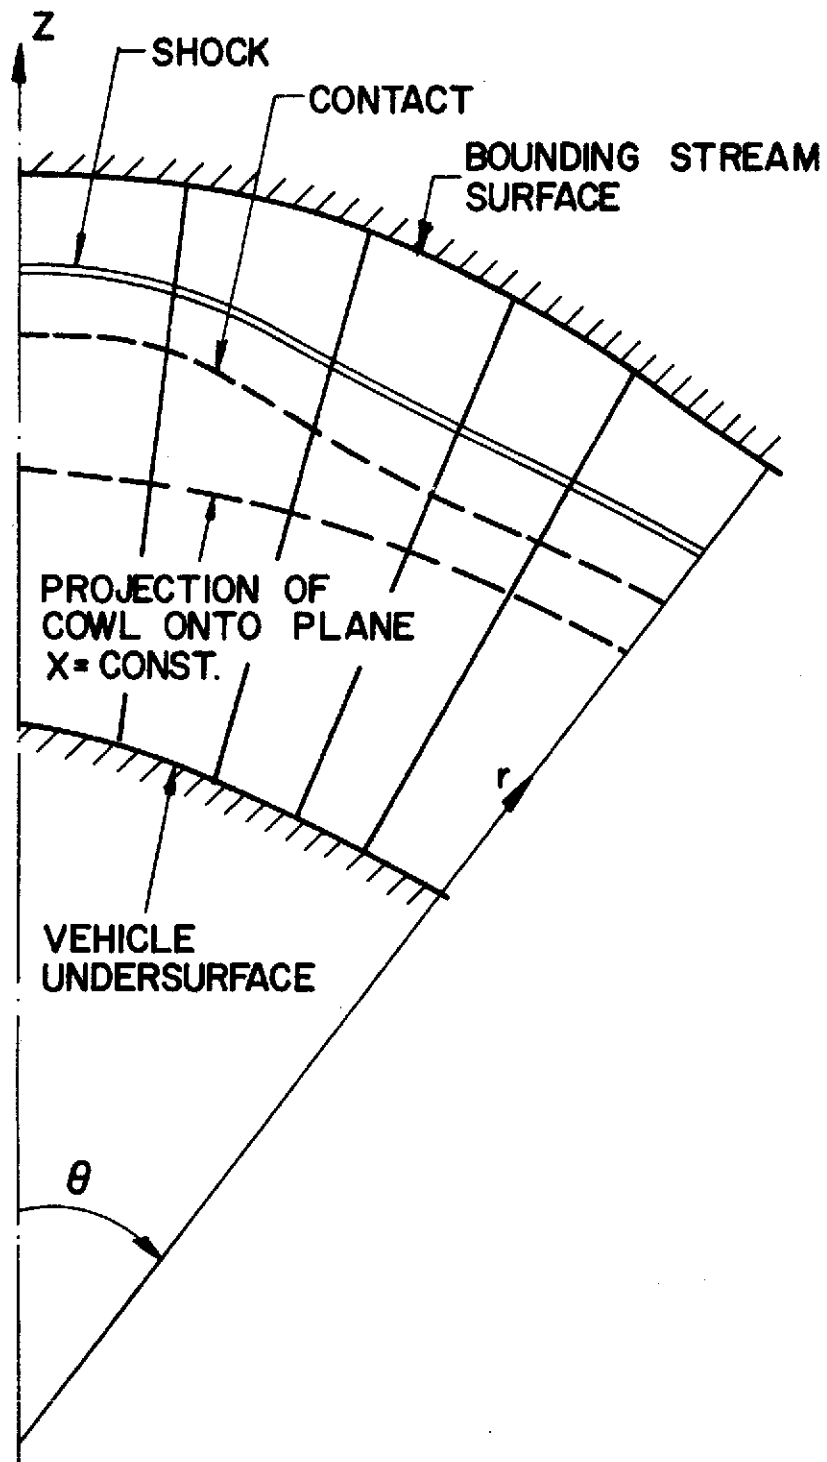 Z
SHOCK
CONTACT
BOUNDING STREAM
SURFACE
PROJECTION OF
COWL ONTO PLANE
X = CONST.
r
VEHICLE
UNDERSURFACE
θ